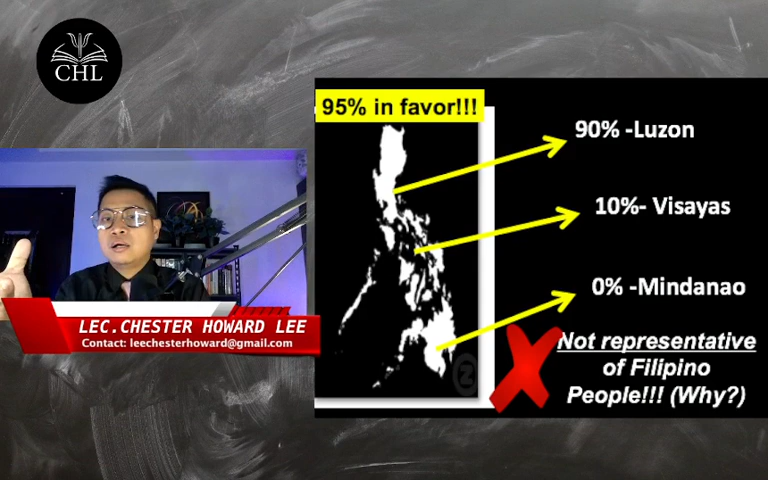 CHL
95% in favor!!!
90% -Luzon
10%- Visayas
0% -Mindanao
Not representative
of Filipino
People!!! (Why?)
LEC.CHESTER HOWARD LEE
Contact: leechesterhoward@gmail.com